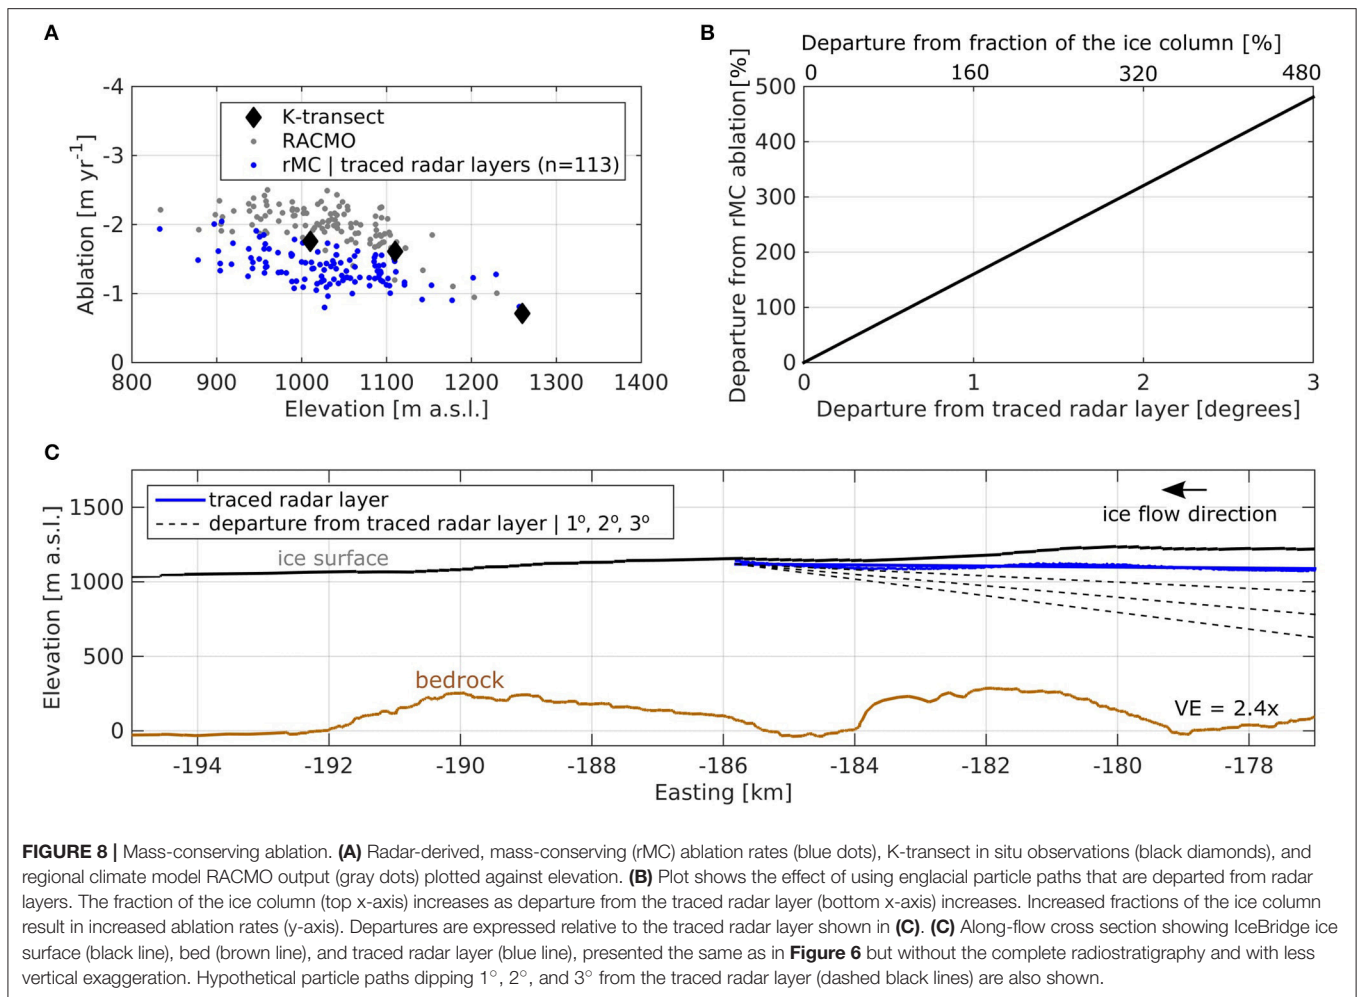 A
-4
-3
-2
-1
0
Ablation [m yr-1]
K-transect
RACMO
rMC | traced radar layers (n=113)
800 900 1000 1100 1200 1300 1400
Elevation [m a.s.l.]
B
Departure from fraction of the ice column [%]
0 160 320 480
500
400
300
200
100
0
Departure from rMC ablation[%]
0 1 2 3
Departure from traced radar layer [degrees]
C
1500
1000
500
0
Elevation [m a.s.l.]
traced radar layer
departure from traced radar layer | 1º, 2º, 3º
ice surface
ice flow direction
bedrock
VE = 2.4x
-194 -192 -190 -188 -186 -184 -182 -180 -178
Easting [km]
FIGURE 8 | Mass-conserving ablation. (A) Radar-derived, mass-conserving (rMC) ablation rates (blue dots), K-transect in situ observations (black diamonds), and
regional climate model RACMO output (gray dots) plotted against elevation. (B) Plot shows the effect of using englacial particle paths that are departed from radar
layers. The fraction of the ice column (top x-axis) increases as departure from the traced radar layer (bottom x-axis) increases. Increased fractions of the ice column
result in increased ablation rates (y-axis). Departures are expressed relative to the traced radar layer shown in (C). (C) Along-flow cross section showing IceBridge ice
surface (black line), bed (brown line), and traced radar layer (blue line), presented the same as in Figure 6 but without the complete radiostratigraphy and with less
vertical exaggeration. Hypothetical particle paths dipping 1°, 2°, and 3° from the traced radar layer (dashed black lines) are also shown.